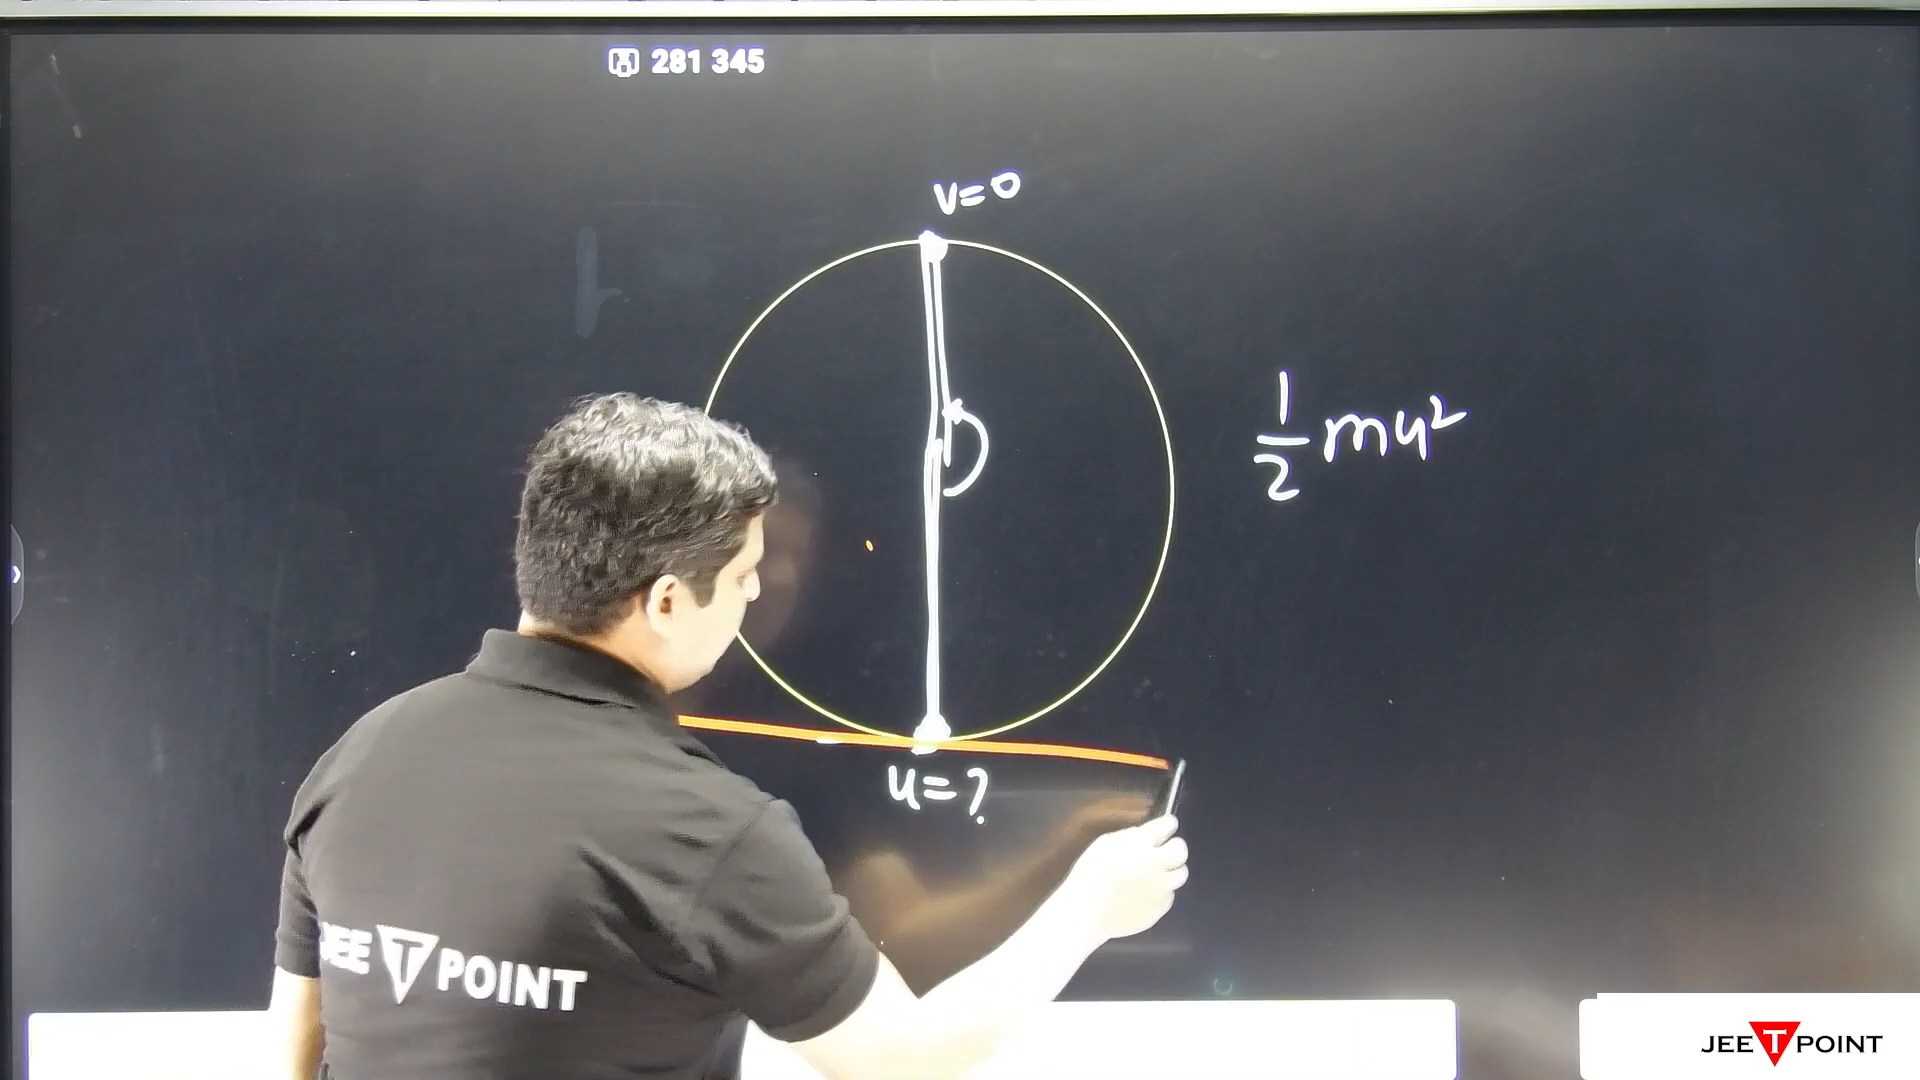 281 345
v=0
1/2 mu²
u=?
JEE T POINT
JEE T POINT